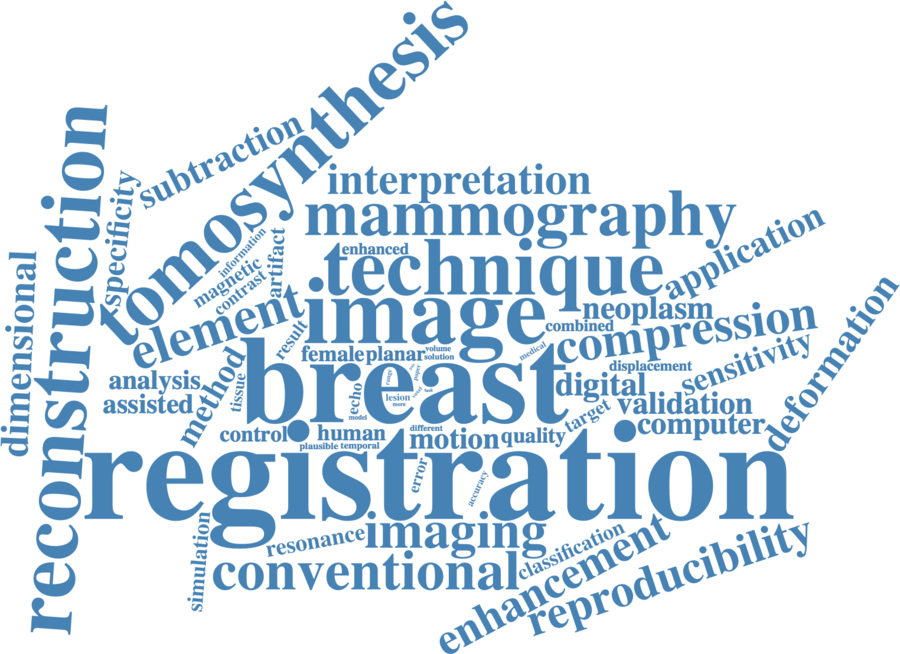 tomosynthesis
subtraction
reconstruction
specificity
dimensional
interpretation
mammography
information
magnetic
contrast
artifact
enhanced
technique
application
element
image
neoplasm
combined
compression
deformation
result
female
planar
volume
solution
medical
breast
displacement
sensitivity
analysis
assisted
method
tissue
echo
range
paper
lesion
more
model
digital
target
validation
computer
control
human
different
motion
quality
plausible
temporal
registration
error
accuracy
simulation
resonance
imaging
conventional
classification
enhancement
reproducibility